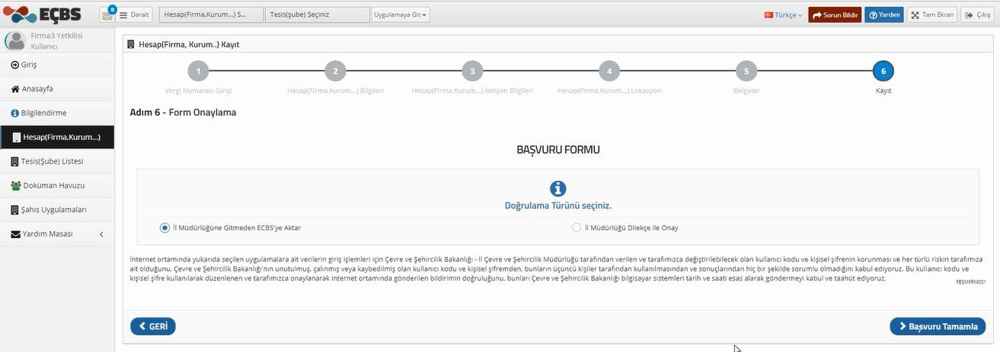 EÇBS
0
Daralt
Hesap(Firma,Kurum...) S...
Tesis(şube) Seçiniz
Uygulamaya Git
Türkçe
Sorun Bildir
Yardım
Tam Ekran
Çıkış
Firma3 Yetkilisi
Kullanıcı
Giriş
Anasayfa
Bilgilendirme
Hesap(Firma,Kurum...)
Tesis(Şube) Listesi
Doküman Havuzu
Şahıs Uygulamaları
Yardım Masası
Hesap(Firma, Kurum..) Kayıt
1
2
3
4
5
6
Vergi Numarası Girişi
Hesap(Firma,Kurum...) Bilgileri
Hesap(Firma,Kurum...) İletişim Bilgileri
Hesap(Firma,Kurum...) Lokasyon
Belgeler
Kayıt
Adım 6 - Form Onaylama
BAŞVURU FORMU
Doğrulama Türünü seçiniz.
İl Müdürlüğüne Gitmeden ECBS'ye Aktar
İl Müdürlüğü Dilekçe ile Onay
İnternet ortamında yukarıda seçilen uygulamalara ait verilerin giriş işlemleri için Çevre ve Şehircilik Bakanlığı - İl Çevre ve Şehircilik Müdürlüğü tarafından verilen ve tarafımızca değiştirilebilecek olan kullanıcı kodu ve kişisel şifrenin korunması ve her türlü riskin tarafımıza
ait olduğunu, Çevre ve Şehircilik Bakanlığı'nın unutulmuş, çalınmış veya kaybedilmiş olan kullanıcı kodu ve kişisel şifremden, bunların üçüncü kişiler tarafından kullanılmasından ve sonuçlarından hiç bir şekilde sorumlu olmadığını kabul ediyoruz. Bu kullanıcı kodu ve
kişisel şifre kullanılarak düzenlenen ve tarafımızca onaylanarak internet ortamında gönderilen bildirimin doğruluğunu, bunları Çevre ve Şehircilik Bakanlığı bilgisayar sistemleri tarih ve saati esas alarak göndermeyi kabul ve taahüt ediyoruz.
FBSMFRM001
GERİ
Başvuru Tamamla